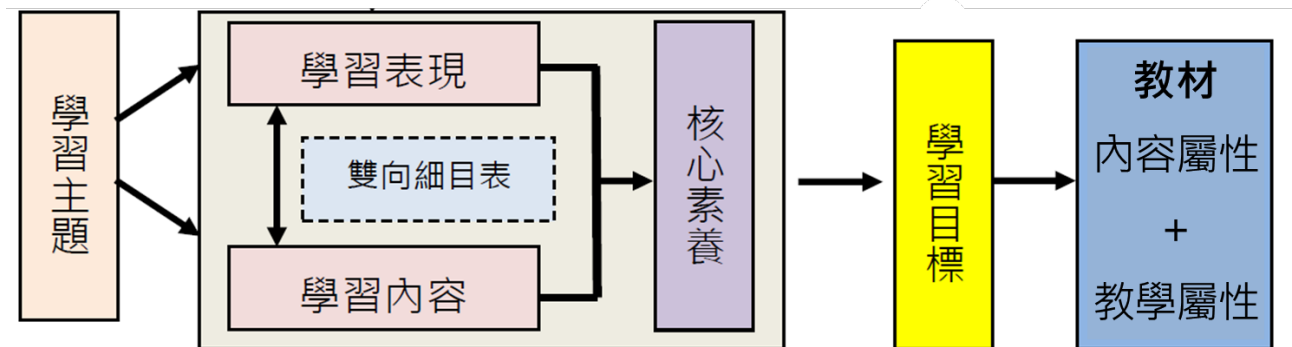 學習主題
學習表現
雙向細目表
學習內容
核心素養
學習目標
教材
內容屬性
+
教學屬性